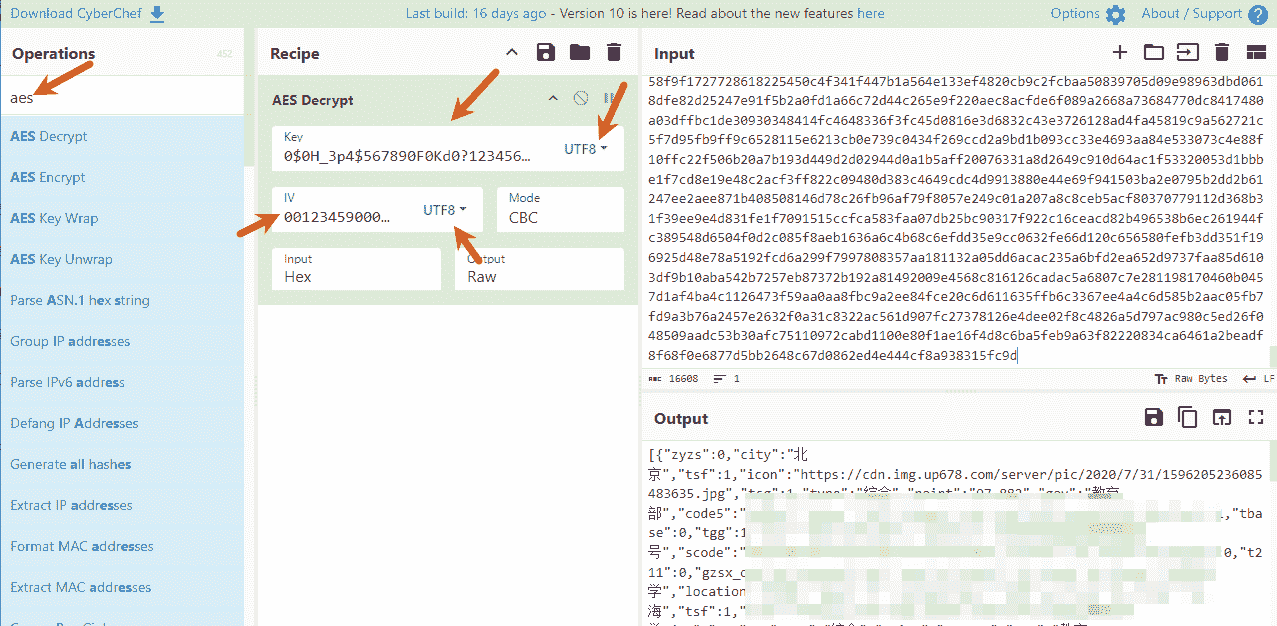 Download CyberChef
Last build: 16 days ago - Version 10 is here! Read about the new features here
Options
About / Support
Operations
452
aes
AES Decrypt
AES Encrypt
AES Key Wrap
AES Key Unwrap
Parse ASN.1 hex string
Group IP addresses
Parse IPv6 address
Defang IP Addresses
Generate all hashes
Extract IP addresses
Format MAC addresses
Extract MAC addresses
Recipe
AES Decrypt
Key
0$0H_3p4$567890F0Kd0?123456…
UTF8
IV
00123459000…
UTF8
Mode
CBC
Input
Hex
Output
Raw
Input
58f9f1727728618225450c4f341f447b1a564e133ef4820cb9c2fcbaa50839705d09e98963dbd061
8dfe82d25247e91f5b2a0fd1a66c72d44c265e9f220aec8acfde6f089a2668a73684770dc8417480
a03dffbc1de30930348414fc4648336f3fc45d0816e3d6832c43e3726128ad4fa45819c9a562721c
5f7d95fb9ff9c6528115e6213cb0e739c0434f269ccd2a9bd1b093cc33e4693aa84e533073c4e88f
10ffc22f506b20a7b193d449d2d02944d0a1b5aff20076331a8d2649c910d64ac1f53320053d1bbb
e1f7cd8e19e48c2acf3ff822c09480d383c4649cdc4d9913880e44e69f941503ba2e0795b2dd2b61
247ee2aee871b408508146d78c26fb96af79f8057e249c01a207a8c8ceb5acf80370779112d368b3
1f39ee9e4d831fe1f7091515ccfca583faa07db25bc90317f922c16ceacd82b496538b6ec261944f
c389548d6504f0d2c085f8aeb1636a6c4b68c6efdd35e9cc0632fe66d120c656580fefb3dd351f19
6925d48e78a5192fcd6a299f7997808357aa181132a05dd6acac235a6bfd2ea652d9737faa85d610
3df9b10aba542b7257eb87372b192a81492009e4568c816126cadac5a6807c7e281198170460b045
7d1af4ba4c1126473f59aa0aa8fbc9a2ee84fce20c6d611635ffb6c3367ee4a4c6d585b2aac05fb7
fd9a3b76a2457e2632f0a31c8322ac561d907fc27378126e4dee02f8c4826a5d797ac980c5ed26f0
48509aadc53b30afc75110972cabd1100e80f1ae16f4d8c6ba5feb9a63f82220834ca6461a2beadf
8f68f0e6877d5bb2648c67d0862ed4e444cf8a938315fc9d
16608
1
Raw Bytes
LF
Output
[{"zyzs":0,"city":"北
京","tsf":1,"icon":"https://cdn.img.up678.com/server/pic/2020/7/31/1596205236085
483635.jpg"
部","code5":" ,"tba
se":0,"tgg":1
号","scode":" 0,"t2
11":0,"gzsx_
学","location
海","tsf":1,"